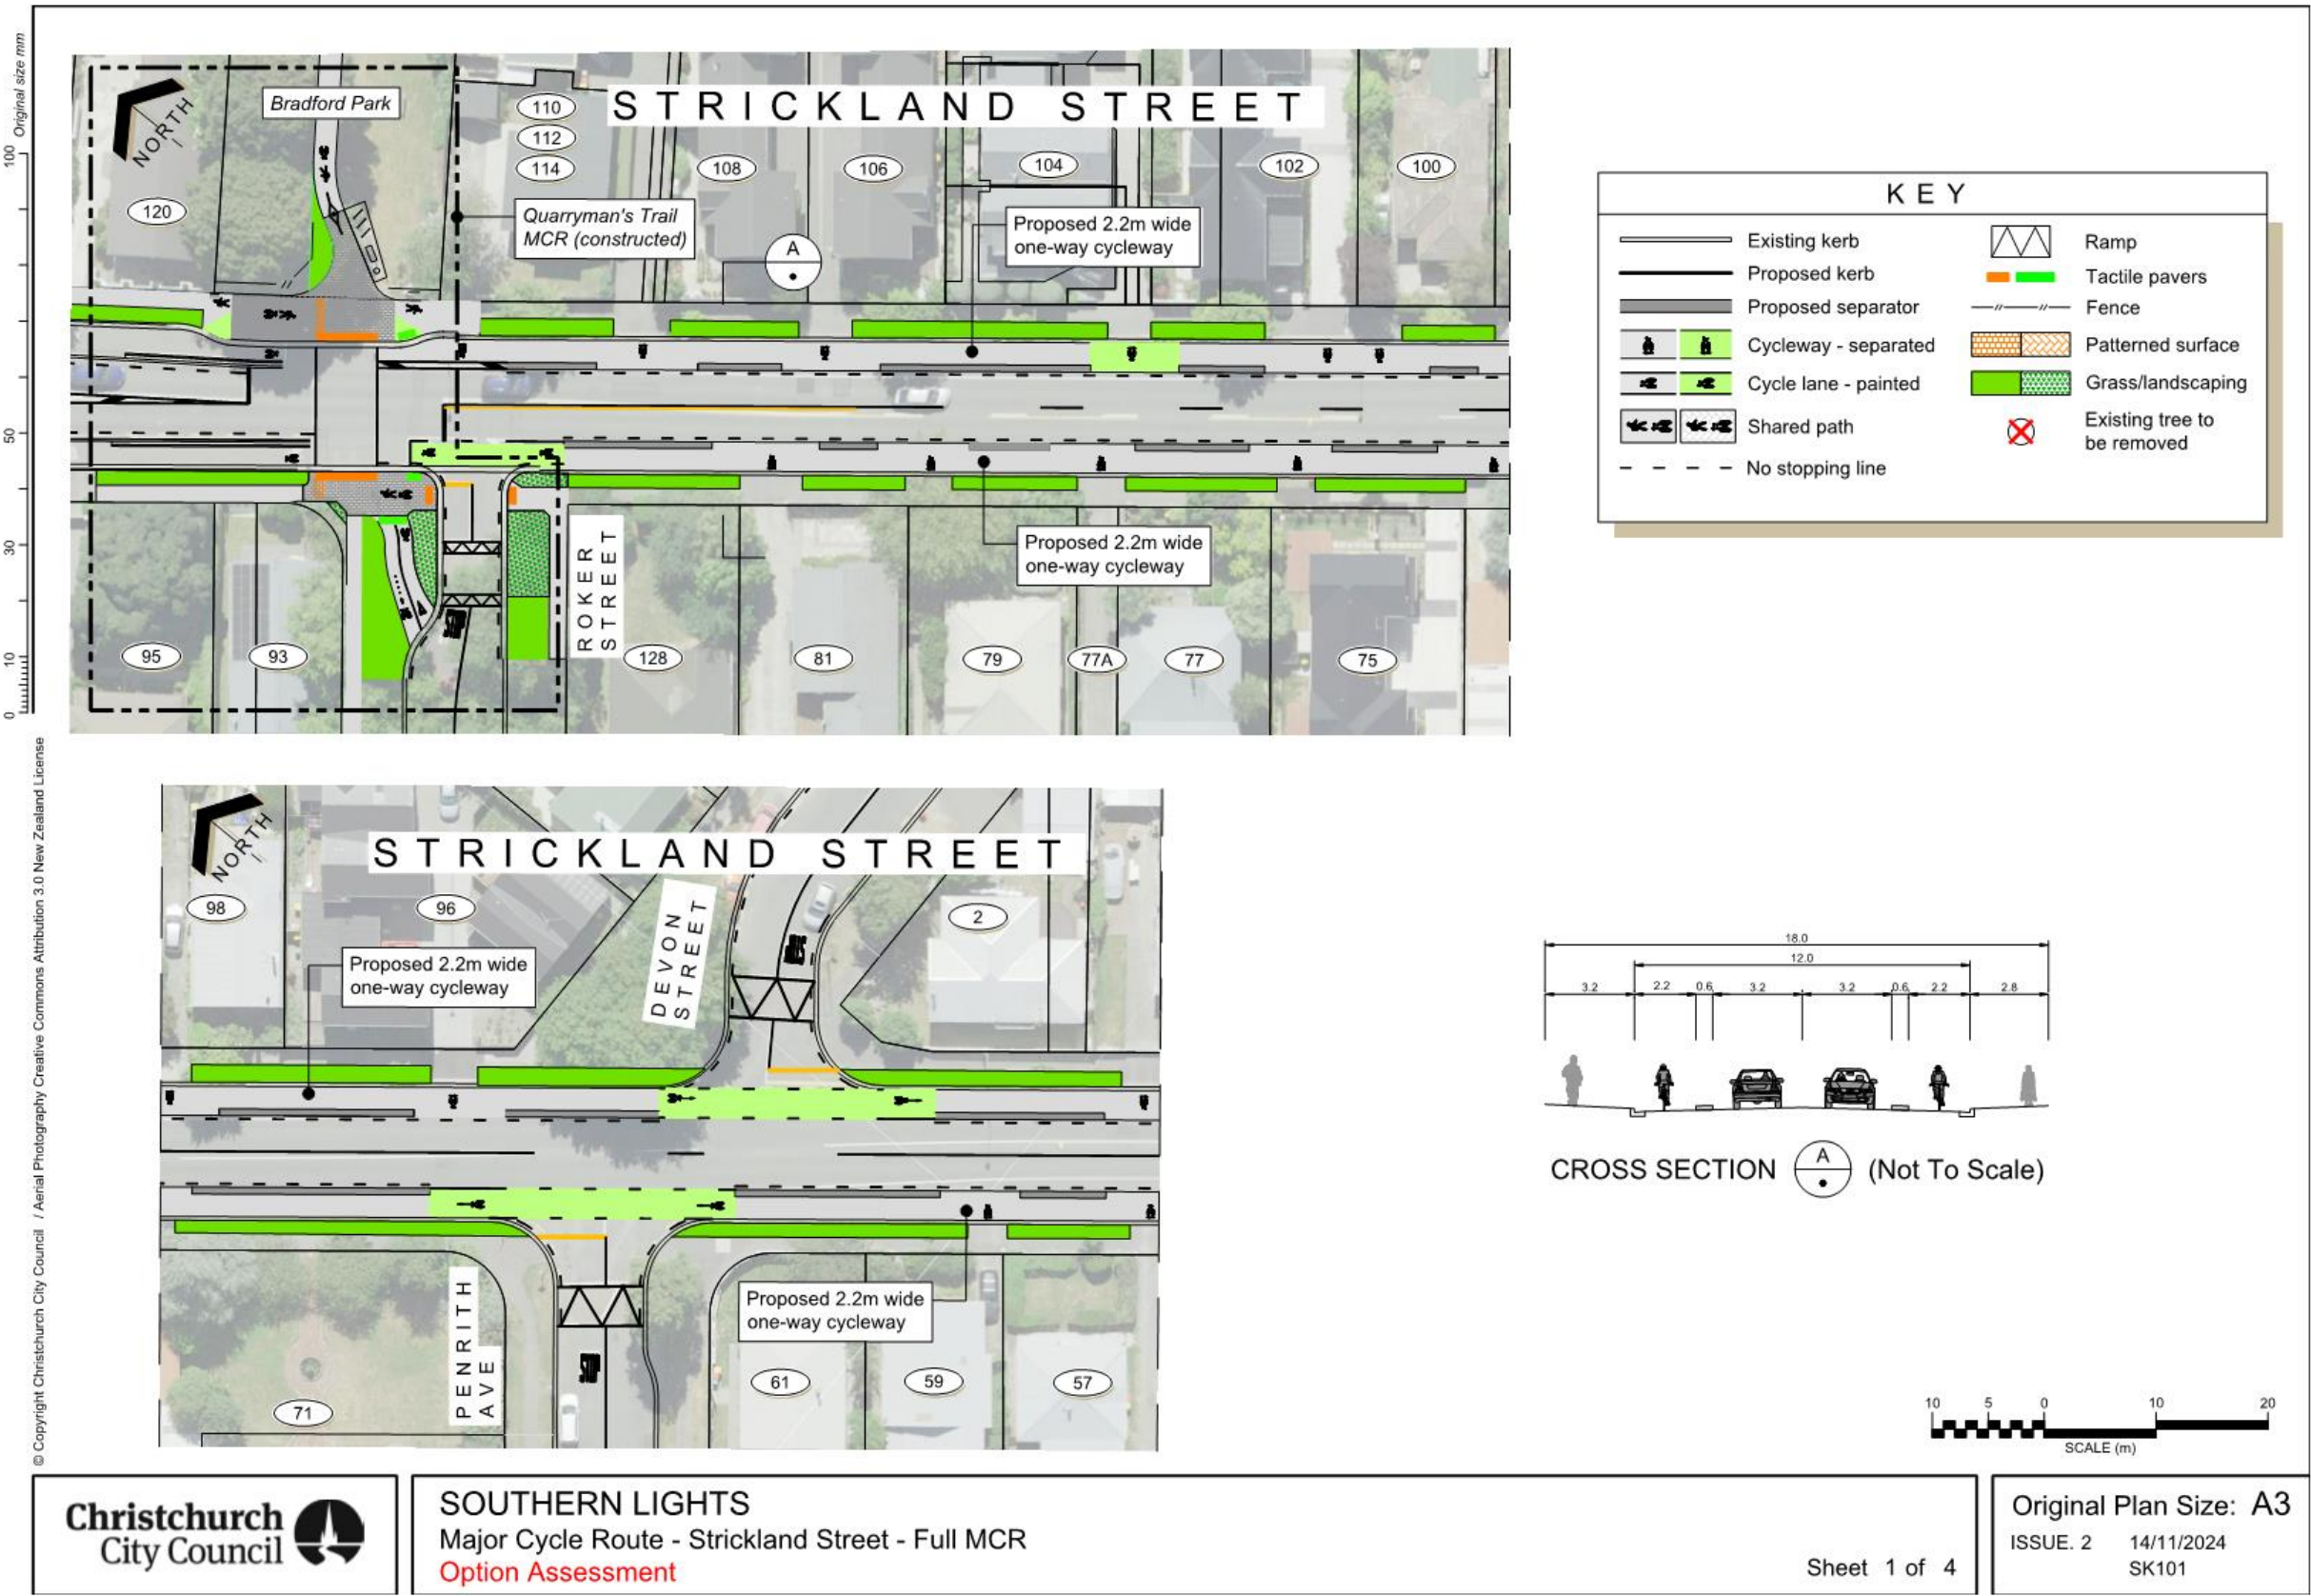 Original size mm
100
50
30
10
0
© Copyright Christchurch City Council / Aerial Photography Creative Commons Attribution 3.0 New Zealand License
NORTH
Bradford Park
STRICKLAND STREET
110
112
114
108
106
104
102
100
120
Quarryman's Trail
MCR (constructed)
A
Proposed 2.2m wide
one-way cycleway
Proposed 2.2m wide
one-way cycleway
ROKER
STREET
95
93
128
81
79
77A
77
75
KEY
Existing kerb
Proposed kerb
Proposed separator
Cycleway - separated
Cycle lane - painted
Shared path
No stopping line
Ramp
Tactile pavers
Fence
Patterned surface
Grass/landscaping
Existing tree to
be removed
NORTH
STRICKLAND STREET
98
96
DEVON
STREET
2
Proposed 2.2m wide
one-way cycleway
Proposed 2.2m wide
one-way cycleway
PENRITH
AVE
71
61
59
57
18.0
12.0
3.2 2.2 0.6 3.2 3.2 0.6 2.2 2.8
CROSS SECTION A (Not To Scale)
10 5 0 10 20
SCALE (m)
Christchurch
City Council
SOUTHERN LIGHTS
Major Cycle Route - Strickland Street - Full MCR
Option Assessment
Sheet 1 of 4
Original Plan Size: A3
ISSUE. 2 14/11/2024
SK101